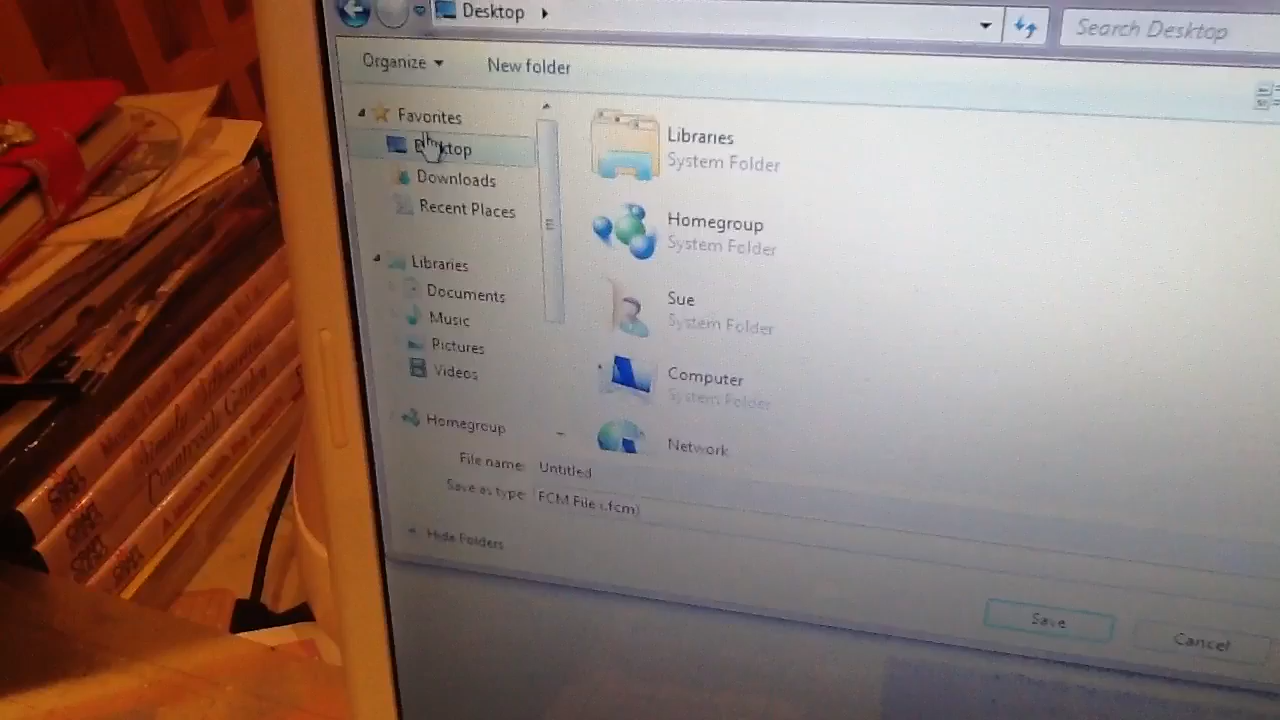 Desktop
Search Desktop
Organize
New folder
Favorites
Desktop
Downloads
Recent Places
Libraries
Documents
Music
Pictures
Videos
Homegroup
Libraries
System Folder
Homegroup
System Folder
Sue
System Folder
Computer
System Folder
Network
File name: Untitled
Save as type: FCM File (.fcm)
Hide Folders
Save
Cancel